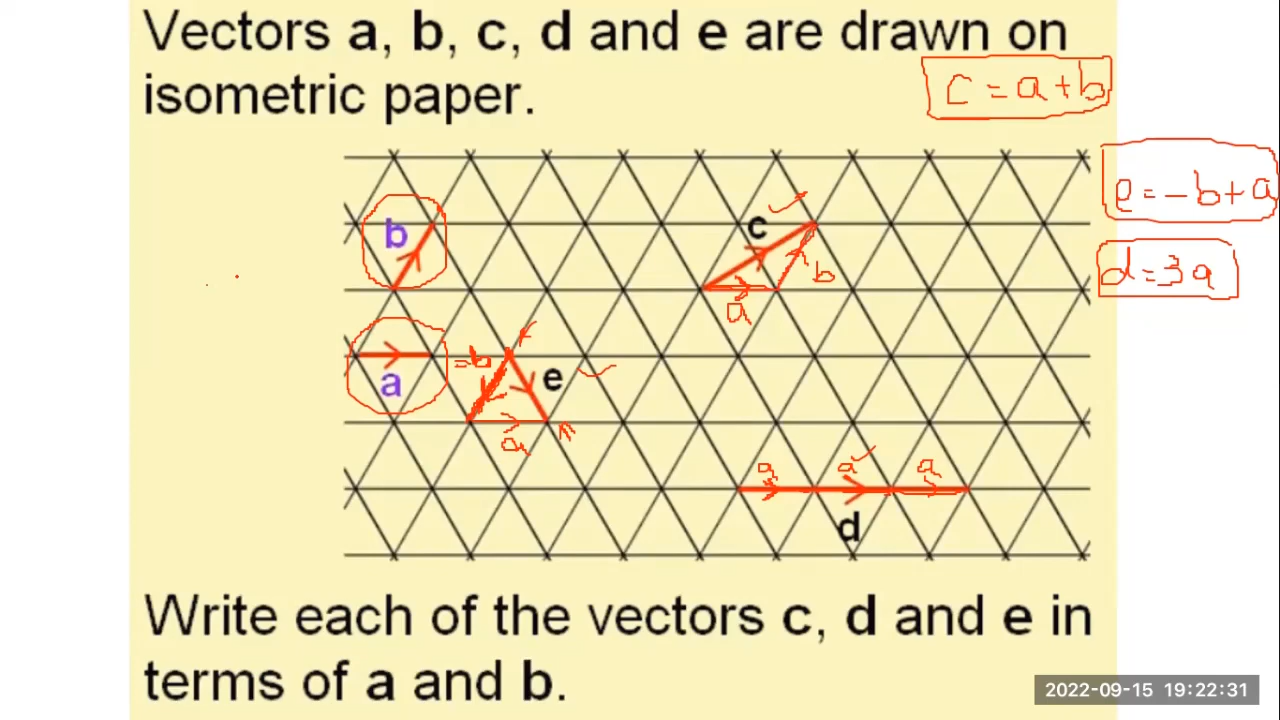 Vectors a, b, c, d and e are drawn on
isometric paper.
c = a + b
e = -b + a
d = 3a
b
c
b
a
a
=b
e
a
a
a
a
d
Write each of the vectors c, d and e in
terms of a and b.
2022-09-15 19:22:31